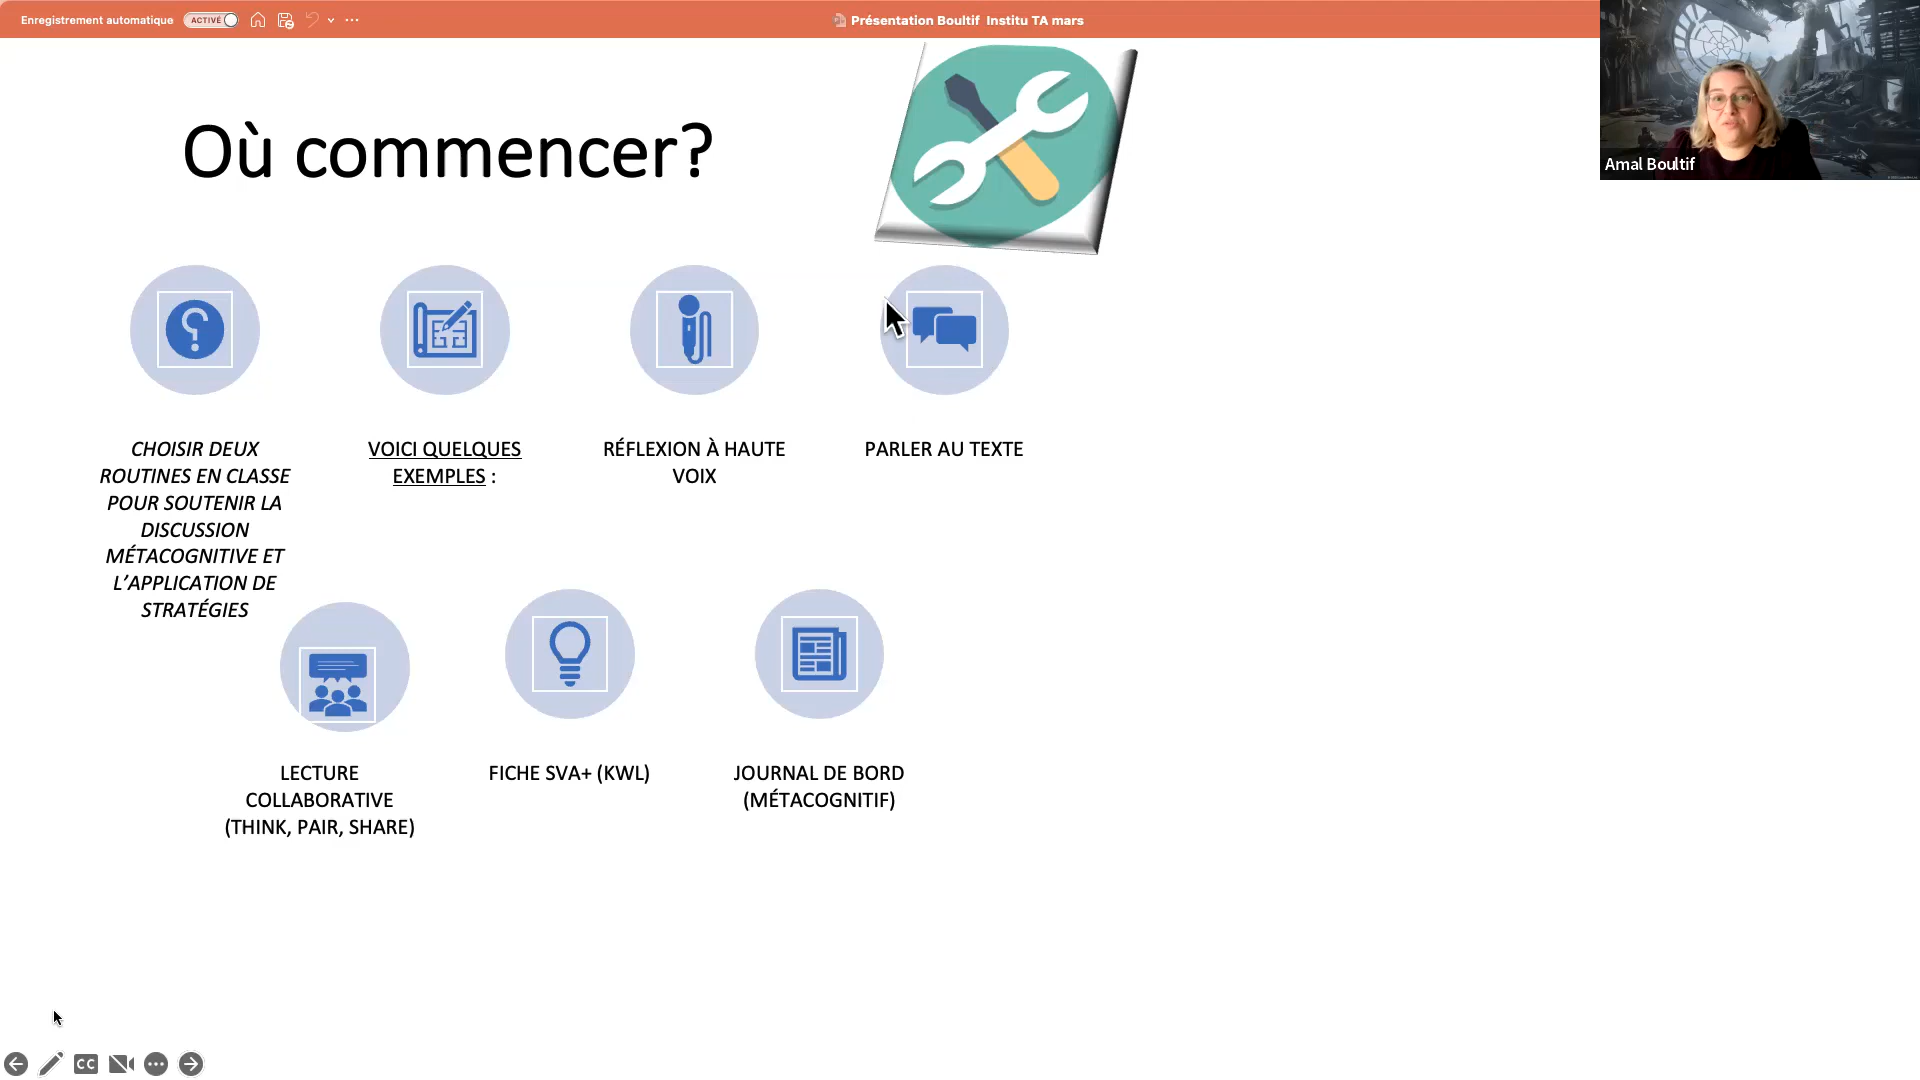 Enregistrement automatique
ACTIVÉ
Présentation Boultif Institu TA mars
Amal Boultif
Où commencer?
CHOISIR DEUX
ROUTINES EN CLASSE
POUR SOUTENIR LA
DISCUSSION
MÉTACOGNITIVE ET
L’APPLICATION DE
STRATÉGIES
VOICI QUELQUES
EXEMPLES :
RÉFLEXION À HAUTE
VOIX
PARLER AU TEXTE
LECTURE
COLLABORATIVE
(THINK, PAIR, SHARE)
FICHE SVA+ (KWL)
JOURNAL DE BORD
(MÉTACOGNITIF)
CC